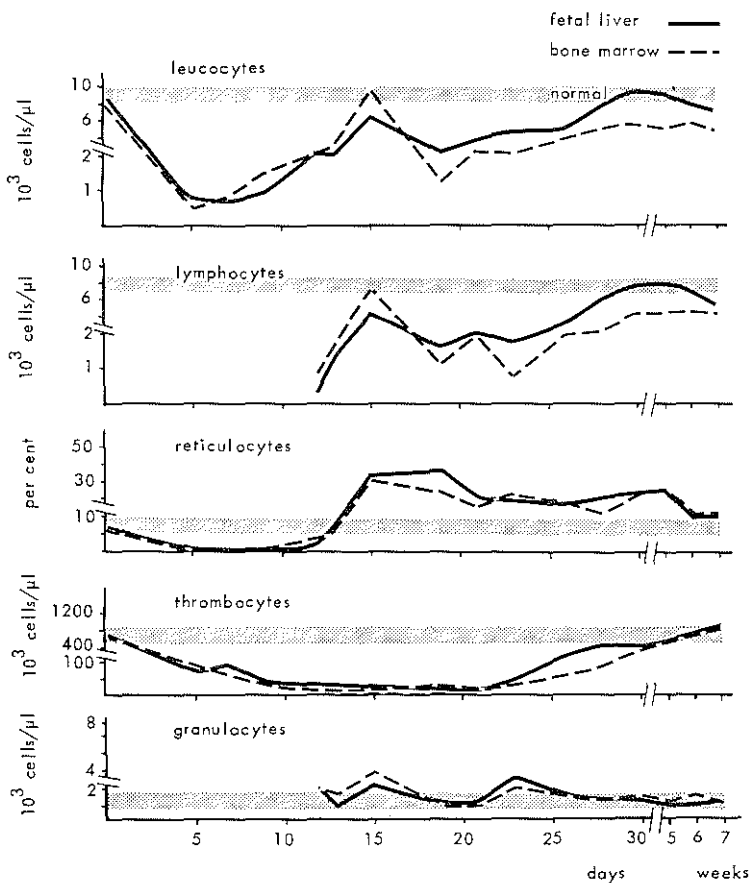 fetal liver
bone marrow
normal
leucocytes
10
6
2
1
10³ cells/µl
lymphocytes
10
6
2
1
10³ cells/µl
reticulocytes
50
30
10
per cent
thrombocytes
1200
400
100
10³ cells/µl
granulocytes
8
4
2
10³ cells/µl
5 10 15 20 25 30 5 6 7
days weeks